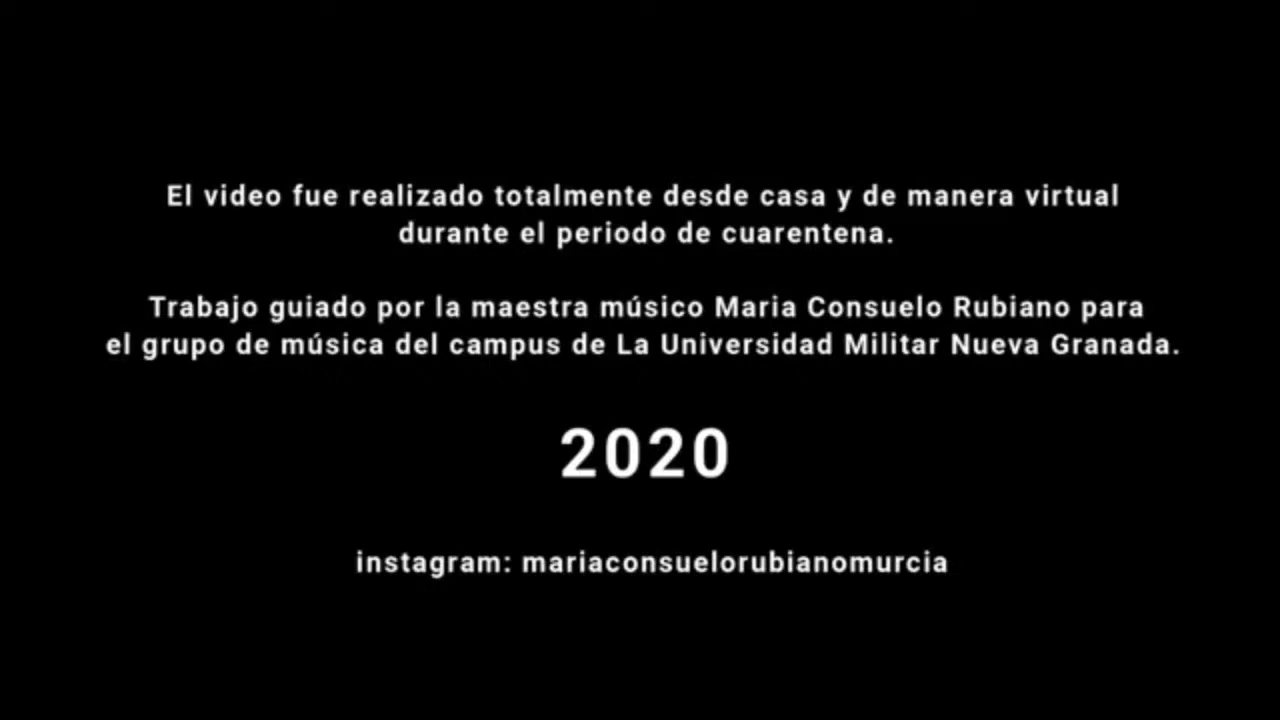 El video fue realizado totalmente desde casa y de manera virtual
durante el periodo de cuarentena.
Trabajo guiado por la maestra músico Maria Consuelo Rubiano para
el grupo de música del campus de La Universidad Militar Nueva Granada.
2020
instagram: mariaconsuelorubianomurcia